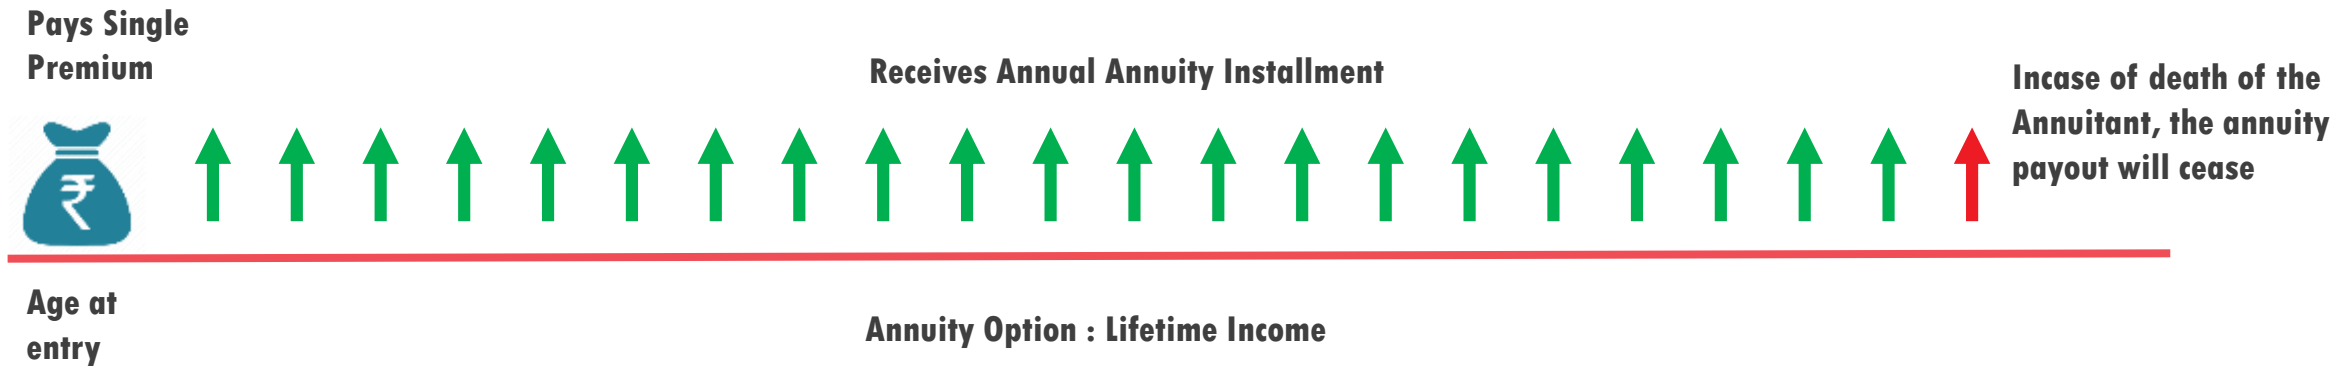 Pays Single
Premium
Receives Annual Annuity Installment
Incase of death of the
Annuitant, the annuity
payout will cease
₹
Age at
entry
Annuity Option : Lifetime Income